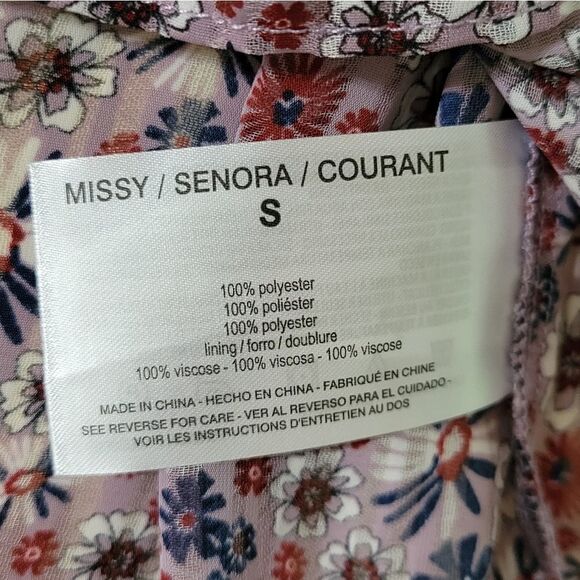 MISSY / SENORA / COURANT
S
100% polyester
100% poliéster
100% polyester
lining / forro / doublure
100% viscose - 100% viscosa - 100% viscose
MADE IN CHINA - HECHO EN CHINA - FABRIQUÉ EN CHINE
SEE REVERSE FOR CARE - VER AL REVERSO PARA EL CUIDADO -
VOIR LES INSTRUCTIONS D'ENTRETIEN AU DOS